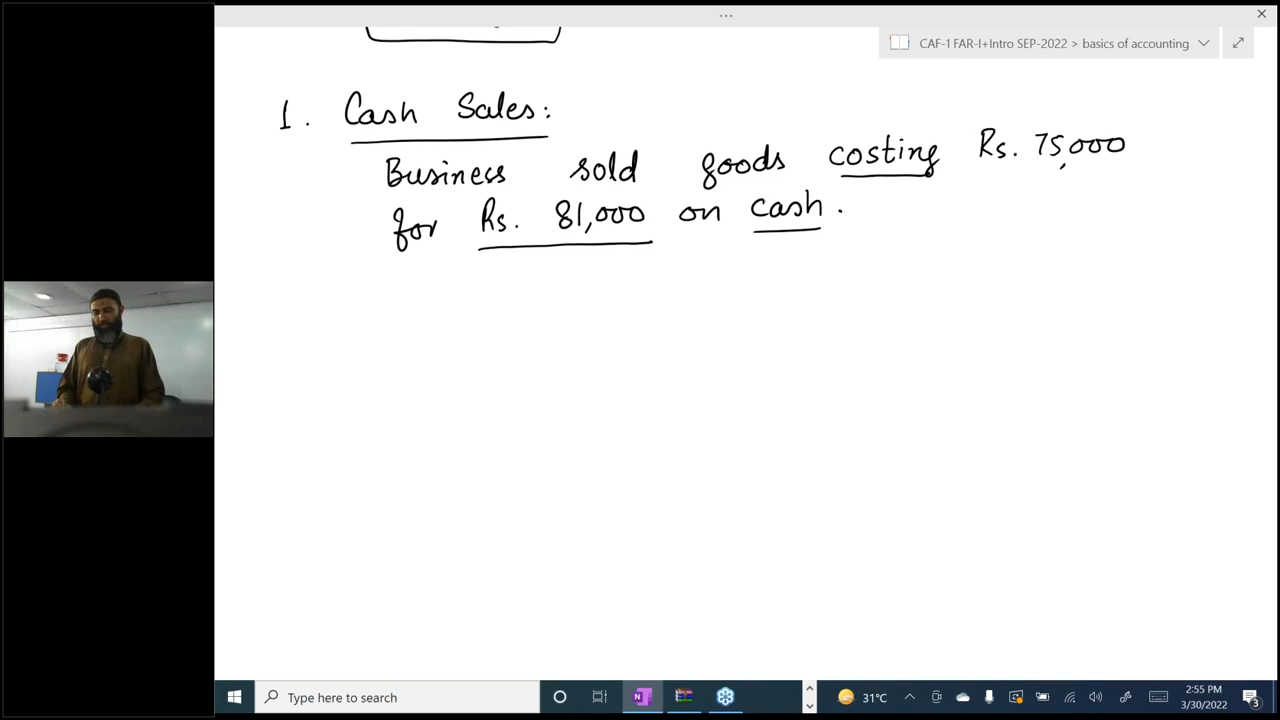 CAF-1 FAR-I+Intro SEP-2022 > basics of accounting
1. Cash Sales:
Business sold goods costing Rs. 75,000
for Rs. 81,000 on cash.
Type here to search
31°C
2:55 PM
3/30/2022
3